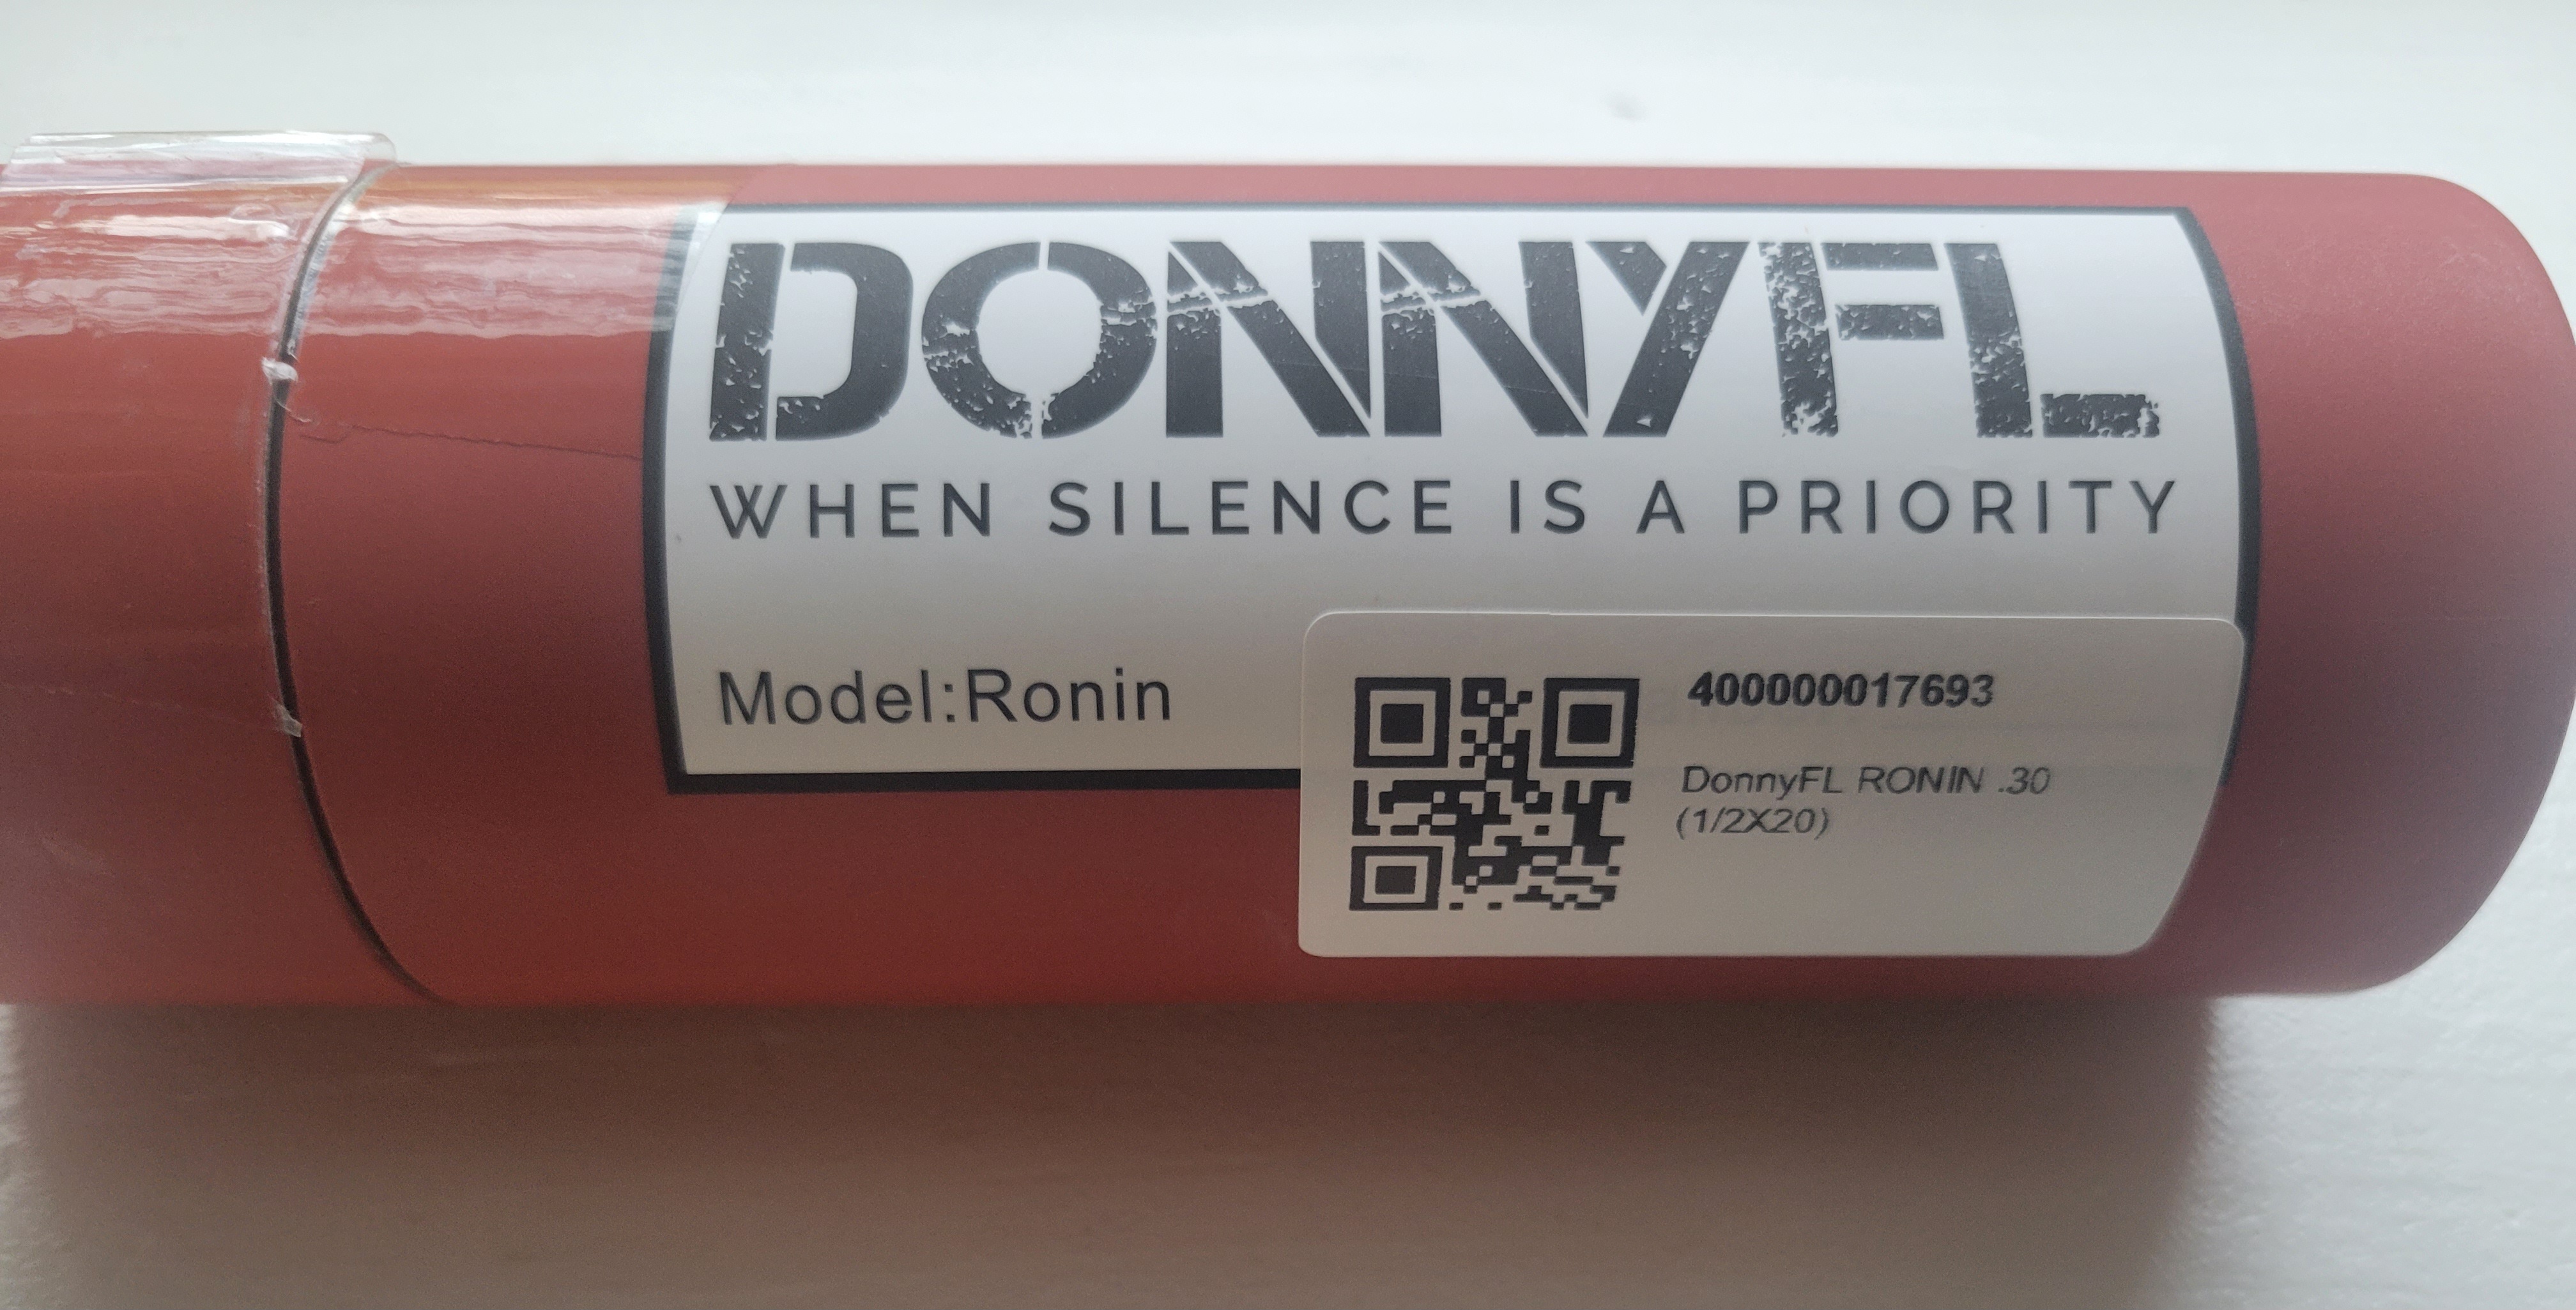 DONNYFL
WHEN SILENCE IS A PRIORITY
Model:Ronin
400000017693
DonnyFL RONIN .30
(1/2X20)